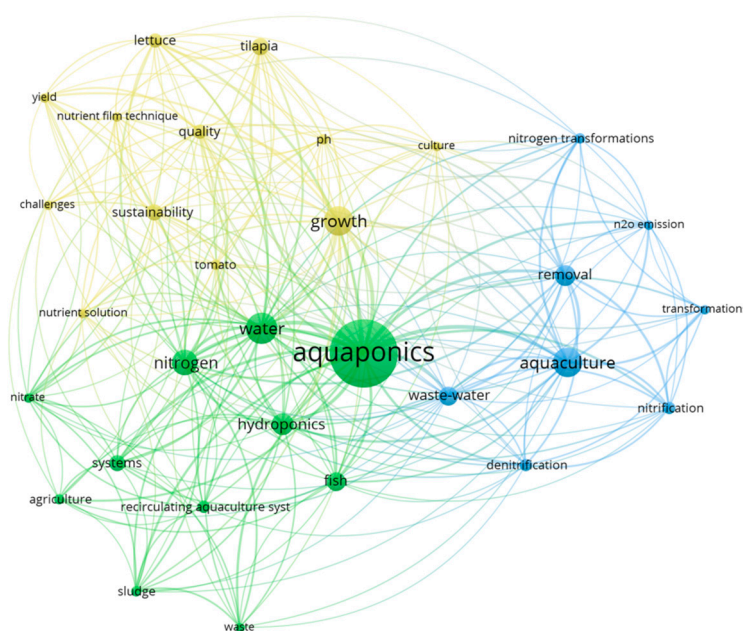 lettuce
tilapia
yield
nutrient film technique
quality
ph
culture
nitrogen transformations
challenges
sustainability
growth
n2o emission
tomato
removal
nutrient solution
transformation
water
aquaponics
nitrogen
aquaculture
nitrate
waste-water
nitrification
hydroponics
systems
denitrification
fish
agriculture
recirculating aquaculture syst
sludge
waste